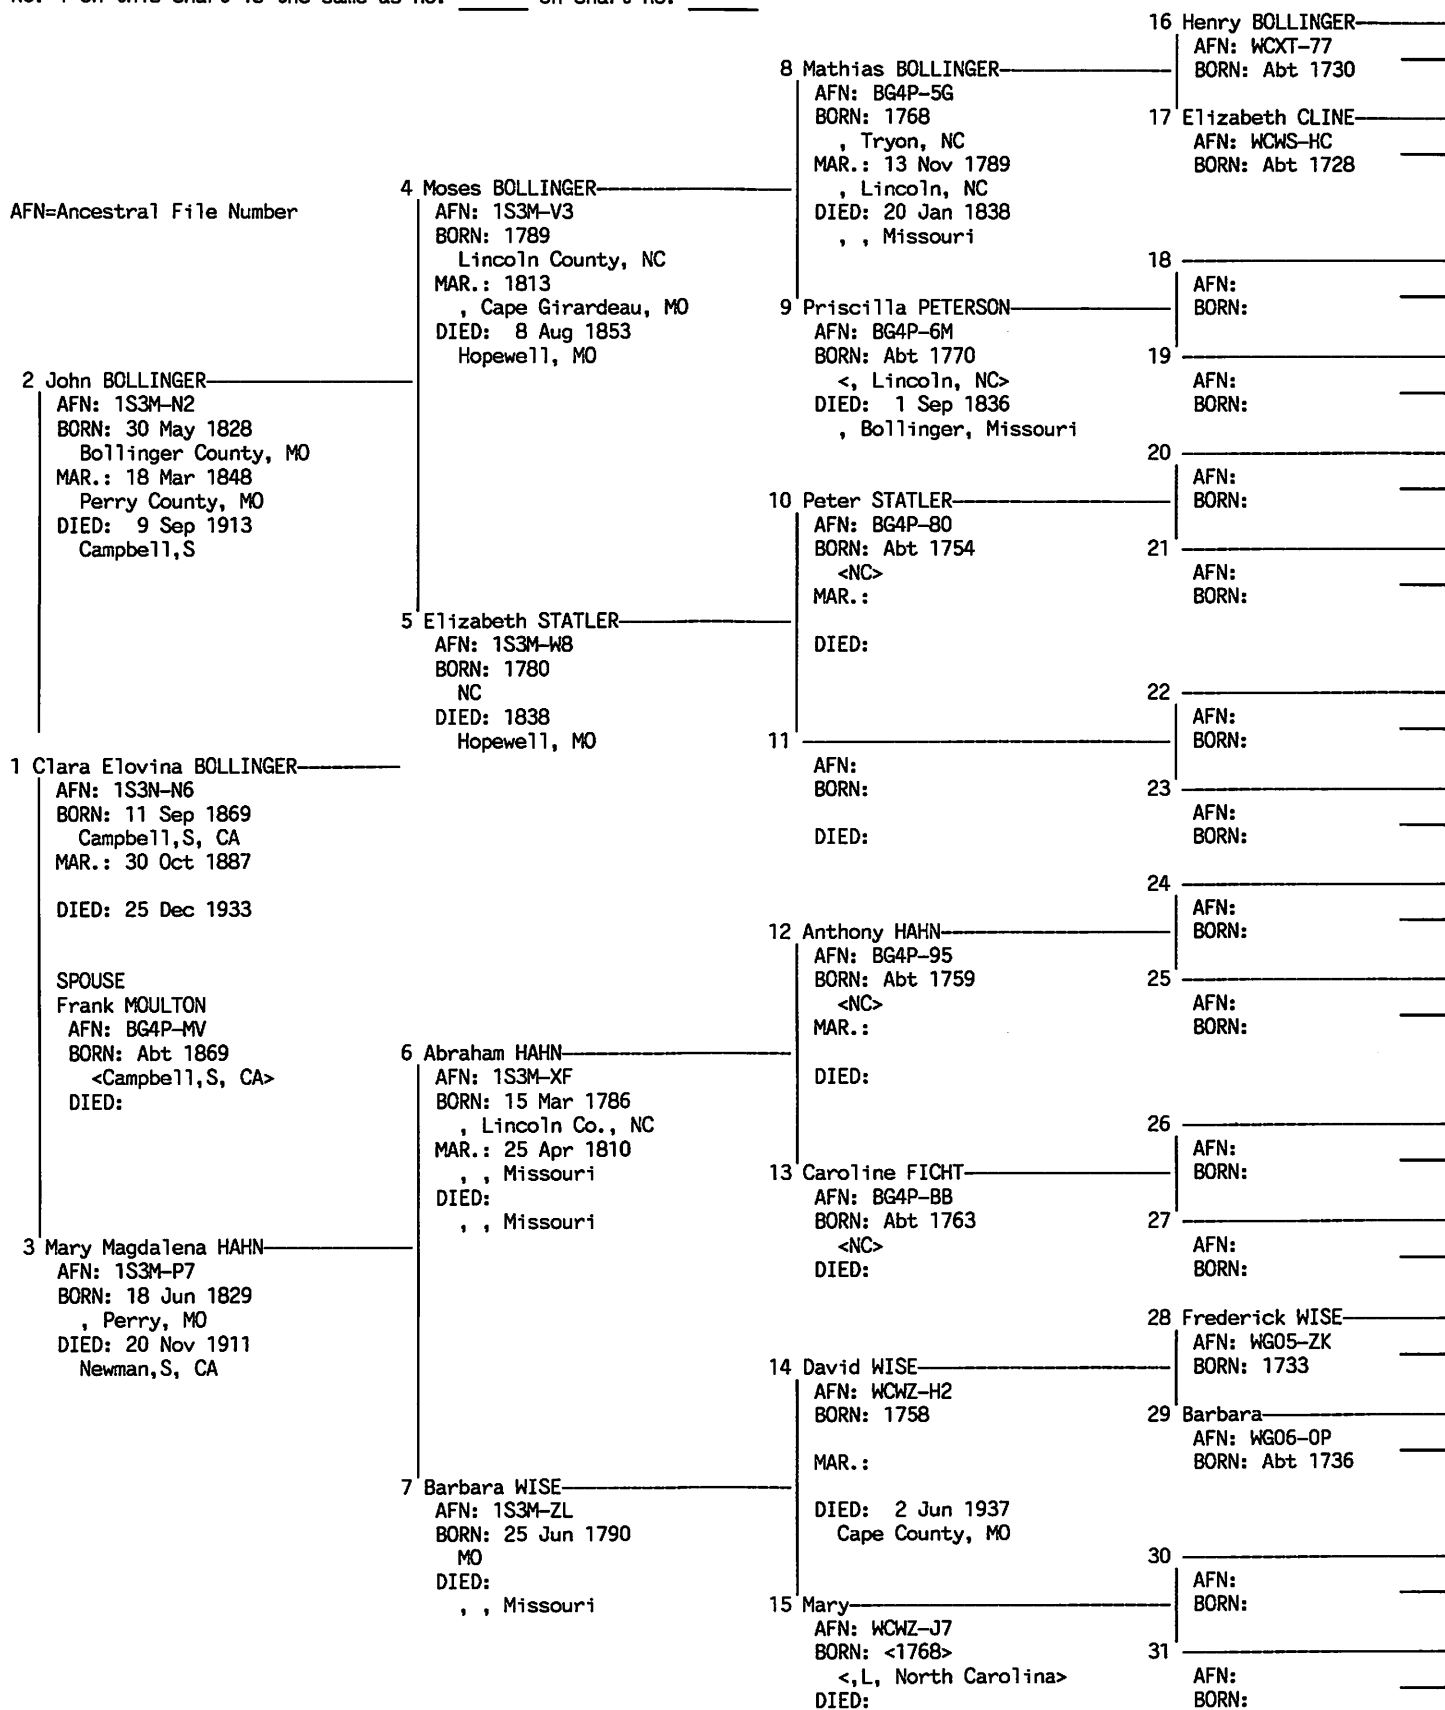 16 Henry BOLLINGER
AFN: WCXT-77
BORN: Abt 1730
8 Mathias BOLLINGER
AFN: BG4P-5G
BORN: 1768
, Tryon, NC
MAR.: 13 Nov 1789
, Lincoln, NC
DIED: 20 Jan 1838
, , Missouri
17 Elizabeth CLINE
AFN: WCWS-HC
BORN: Abt 1728
AFN=Ancestral File Number
4 Moses BOLLINGER
AFN: 1S3M-V3
BORN: 1789
Lincoln County, NC
MAR.: 1813
, Cape Girardeau, MO
DIED: 8 Aug 1853
Hopewell, MO
18
AFN:
BORN:
9 Priscilla PETERSON
AFN: BG4P-6M
BORN: Abt 1770
<, Lincoln, NC>
DIED: 1 Sep 1836
, Bollinger, Missouri
19
AFN:
BORN:
2 John BOLLINGER
AFN: 1S3M-N2
BORN: 30 May 1828
Bollinger County, MO
MAR.: 18 Mar 1848
Perry County, MO
DIED: 9 Sep 1913
Campbell,S
20
AFN:
BORN:
10 Peter STATLER
AFN: BG4P-80
BORN: Abt 1754
<NC>
MAR.:
DIED:
21
AFN:
BORN:
5 Elizabeth STATLER
AFN: 1S3M-W8
BORN: 1780
NC
DIED: 1838
Hopewell, MO
22
AFN:
BORN:
11
AFN:
BORN:
DIED:
23
AFN:
BORN:
1 Clara Elovina BOLLINGER
AFN: 1S3N-N6
BORN: 11 Sep 1869
Campbell,S, CA
MAR.: 30 Oct 1887
DIED: 25 Dec 1933
SPOUSE
Frank MOULTON
AFN: BG4P-MV
BORN: Abt 1869
<Campbell,S, CA>
DIED:
24
AFN:
BORN:
12 Anthony HAHN
AFN: BG4P-95
BORN: Abt 1759
<NC>
MAR.:
DIED:
25
AFN:
BORN:
6 Abraham HAHN
AFN: 1S3M-XF
BORN: 15 Mar 1786
, Lincoln Co., NC
MAR.: 25 Apr 1810
, , Missouri
DIED:
, , Missouri
26
AFN:
BORN:
13 Caroline FICHT
AFN: BG4P-BB
BORN: Abt 1763
<NC>
DIED:
27
AFN:
BORN:
3 Mary Magdalena HAHN
AFN: 1S3M-P7
BORN: 18 Jun 1829
, Perry, MO
DIED: 20 Nov 1911
Newman,S, CA
28 Frederick WISE
AFN: WG05-ZK
BORN: 1733
14 David WISE
AFN: WCWZ-H2
BORN: 1758
MAR.:
DIED: 2 Jun 1937
Cape County, MO
29 Barbara
AFN: WG06-0P
BORN: Abt 1736
7 Barbara WISE
AFN: 1S3M-ZL
BORN: 25 Jun 1790
MO
DIED:
, , Missouri
30
AFN:
BORN:
15 Mary
AFN: WCWZ-J7
BORN: <1768>
<,L, North Carolina>
DIED:
31
AFN:
BORN: